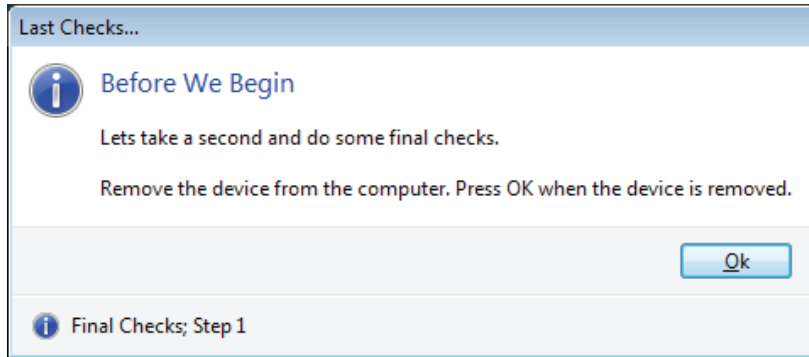 Last Checks...
Before We Begin
Lets take a second and do some final checks.
Remove the device from the computer. Press OK when the device is removed.
Ok
Final Checks; Step 1